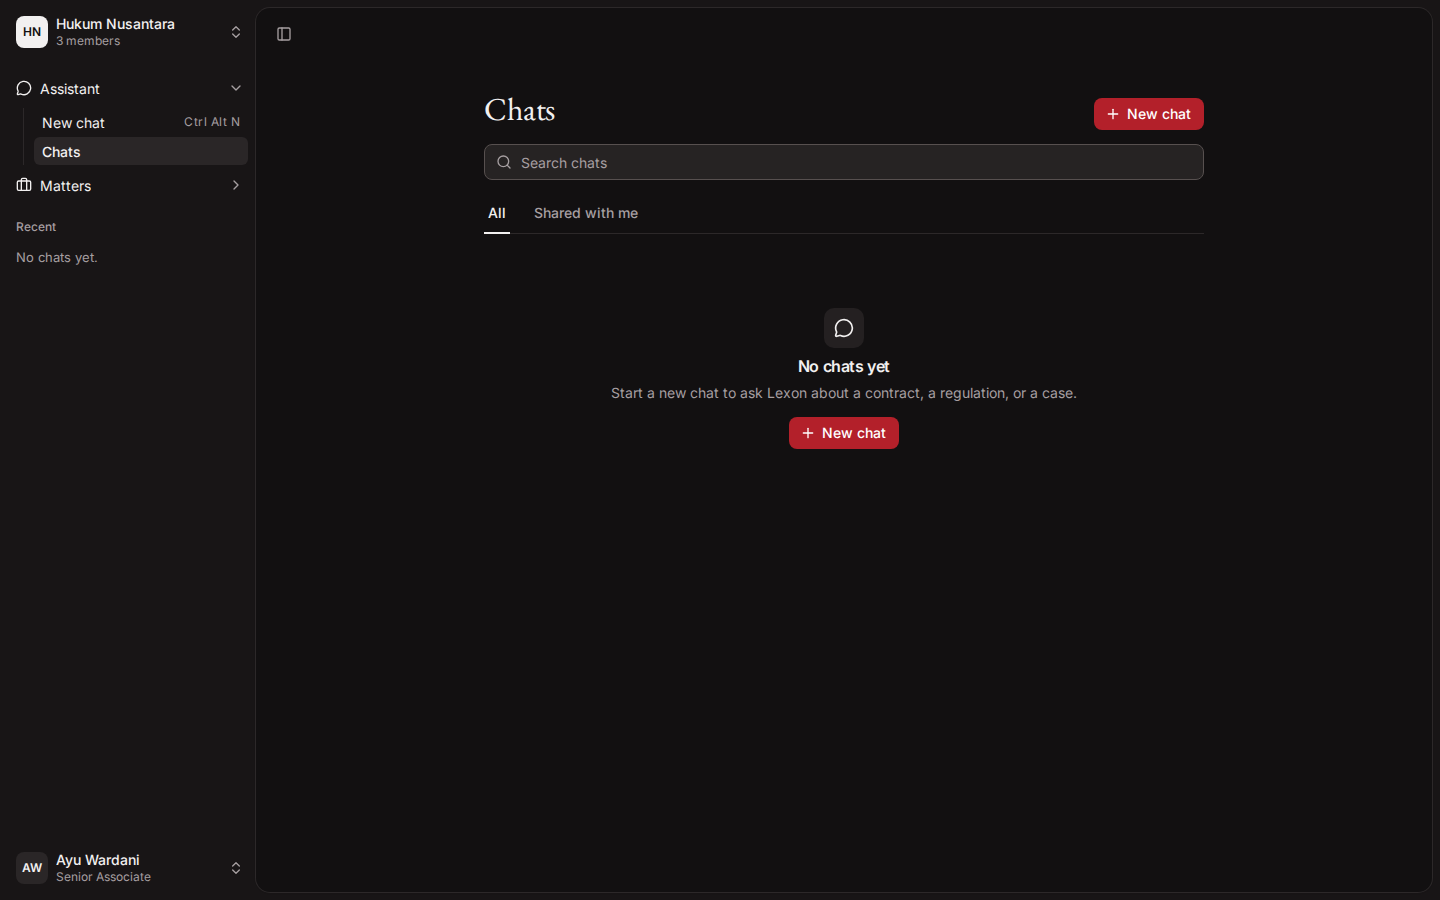 HN
Hukum Nusantara
3 members
Assistant
New chat Ctrl Alt N
Chats
Matters
Recent
No chats yet.
AW
Ayu Wardani
Senior Associate
Chats
New chat
Search chats
All Shared with me
No chats yet
Start a new chat to ask Lexon about a contract, a regulation, or a case.
New chat